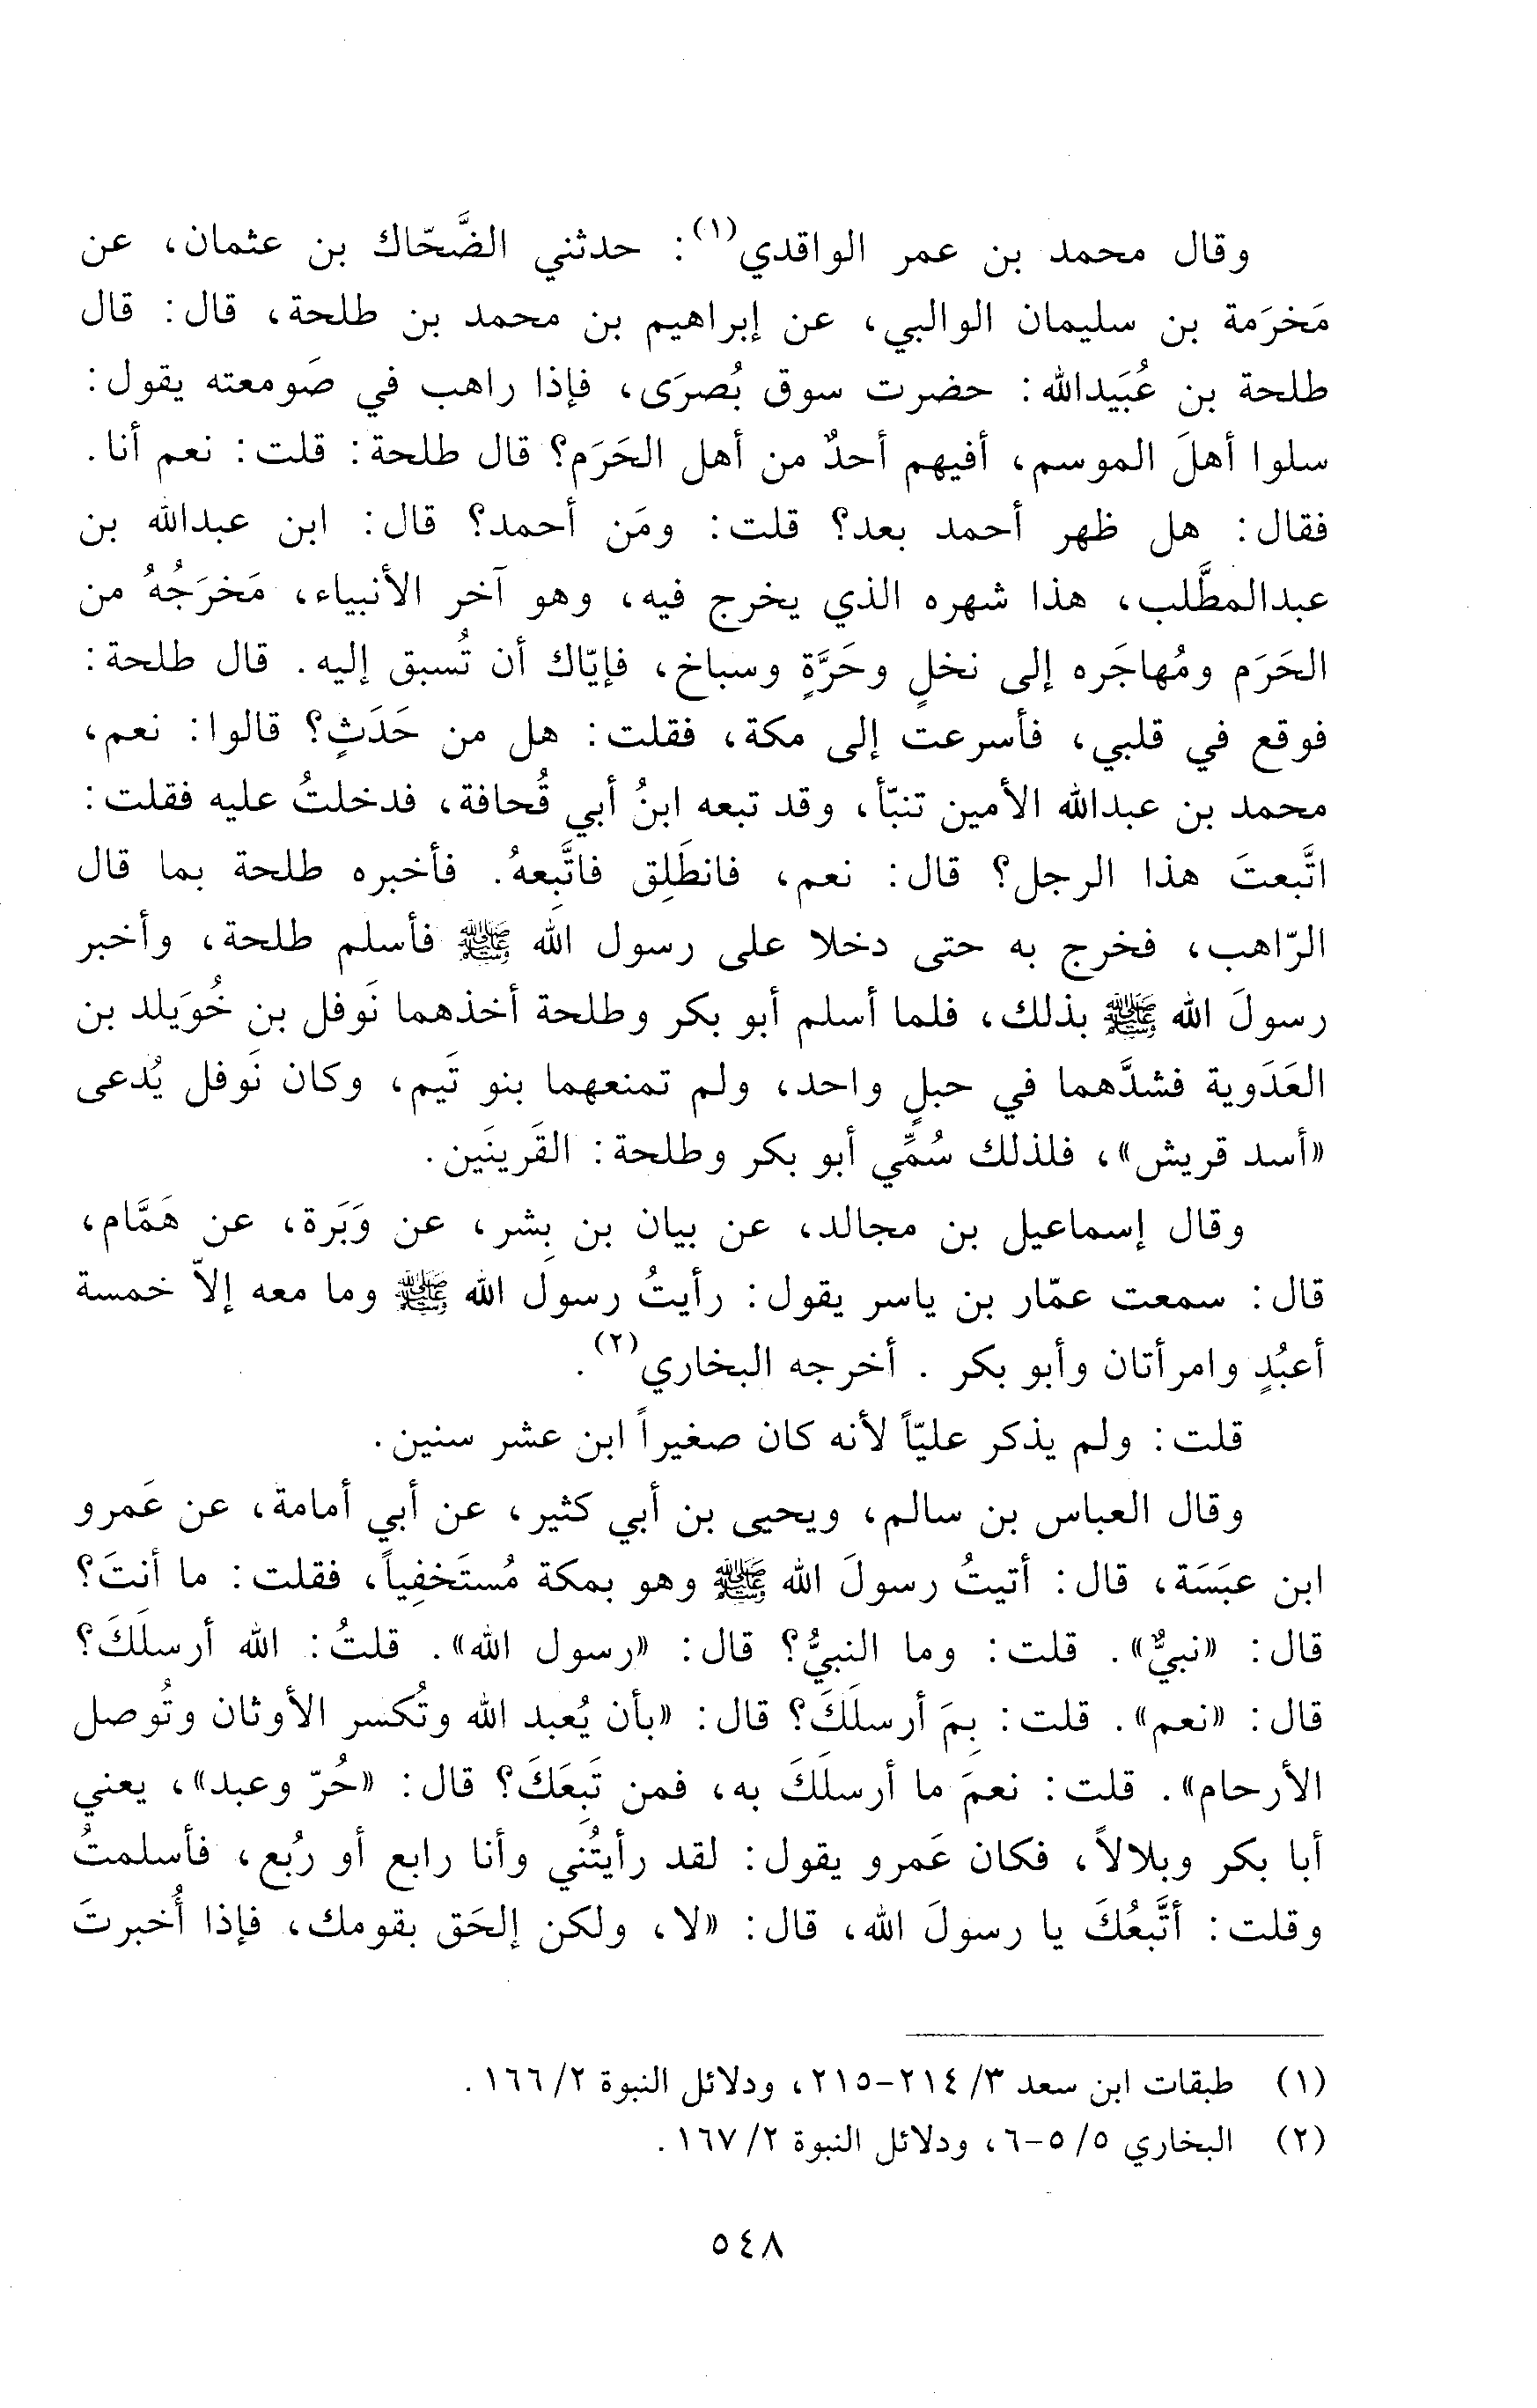 وقال محمد بن عمر الواقدي(١): حدثني الضَّحّاك بن عثمان، عن
مَخرَمة بن سليمان الوالبي، عن إبراهيم بن محمد بن طلحة، قال: قال
طلحة بن عُبَيدالله: حضرت سوق بُصرَى، فإذا راهب في صَومعته يقول:
سلوا أهلَ الموسم، أفيهم أحدٌ من أهل الحَرَم؟ قال طلحة: قلت: نعم أنا.
فقال: هل ظهر أحمد بعد؟ قلت: ومَن أحمد؟ قال: ابن عبدالله بن
عبدالمطَّلب، هذا شهره الذي يخرج فيه، وهو آخر الأنبياء، مَخرَجُهُ من
الحَرَم ومُهاجَره إلى نخلٍ وحَرَّةٍ وسباخ، فإيّاك أن تُسبق إليه. قال طلحة:
فوقع في قلبي، فأسرعت إلى مكة، فقلت: هل من حَدَثٍ؟ قالوا: نعم،
محمد بن عبدالله الأمين تنبّأ، وقد تبعه ابنُ أبي قُحافة، فدخلتُ عليه فقلت:
اتَّبعتَ هذا الرجل؟ قال: نعم، فانطَلِق فاتَّبِعهُ. فأخبره طلحة بما قال
الرّاهب، فخرج به حتى دخلا على رسول الله ﷺ فأسلم طلحة، وأخبر
رسولَ الله ﷺ بذلك، فلما أسلم أبو بكر وطلحة أخذهما نَوفل بن خُوَيلد بن
العَدَوية فشدَّهما في حبلٍ واحد، ولم تمنعهما بنو تَيم، وكان نَوفل يُدعى
«أسد قريش»، فلذلك سُمِّي أبو بكر وطلحة: القَرينَين.
وقال إسماعيل بن مجالد، عن بيان بن بِشر، عن وَبَرة، عن هَمَّام،
قال: سمعت عمّار بن ياسر يقول: رأيتُ رسول الله ﷺ وما معه إلاّ خمسة
أعبُدٍ وامرأتان وأبو بكر . أخرجه البخاري(٢).
قلت: ولم يذكر عليّاً لأنه كان صغيراً ابن عشر سنين.
وقال العباس بن سالم، ويحيى بن أبي كثير، عن أبي أمامة، عن عَمرو
ابن عبَسَة، قال: أتيتُ رسولَ الله ﷺ وهو بمكة مُستَخفِياً، فقلت: ما أنتَ؟
قال: «نبيٌّ». قلت: وما النبيُّ؟ قال: «رسول الله». قلتُ: الله أرسلَكَ؟
قال: «نعم». قلت: بِمَ أرسلَكَ؟ قال: «بأن يُعبد الله وتُكسر الأوثان وتُوصل
الأرحام». قلت: نعمَ ما أرسلَكَ به، فمن تَبِعَكَ؟ قال: «حُرّ وعبد»، يعني
أبا بكر وبلالاً، فكان عَمرو يقول: لقد رأيتُني وأنا رابع أو رُبع، فأسلمتُ
وقلت: أتَّبعُكَ يا رسولَ الله، قال: «لا، ولكن إلحَق بقومك، فإذا أُخبرتَ
(١) طبقات ابن سعد ٣/ ٢١٤-٢١٥، ودلائل النبوة ٢/ ١٦٦.
(٢) البخاري ٥/ ٥-٦، ودلائل النبوة ٢/ ١٦٧.
٥٤٨